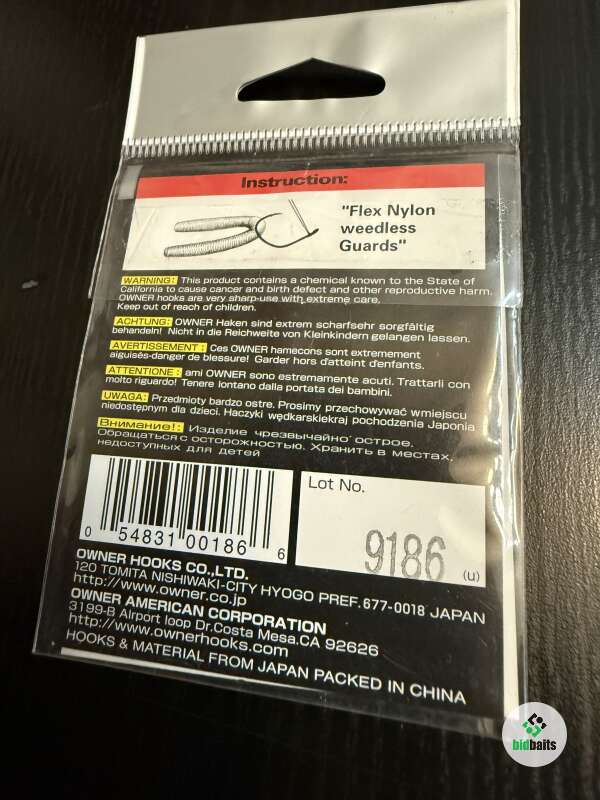 Instruction:
"Flex Nylon
weedless
Guards"
WARNING: This product contains a chemical known to the State of
California to cause cancer and birth defect and other reproductive harm.
OWNER hooks are very sharp-use with extreme care.
Keep out of reach of children.
ACHTUNG: OWNER Haken sind extrem scharfsehr sorgfältig
behandeln! Nicht in die Reichweite von Kleinkindern gelangen lassen.
AVERTISSEMENT: Ces OWNER hamecons sont extremement
aiguisés-danger de blessure! Garder hors d'atteint d'enfants.
ATTENTIONE: ami OWNER sono estremamente acuti. Trattarli con
molto riguardo! Tenere lontano dalla portata dei bambini.
UWAGA: Przedmioty bardzo ostre. Prosimy przechowywać wmiejscu
niedostępnym dla dzieci. Haczyki wędkarskiekraj pochodzenia Japonia
Внимание!: Изделие чрезвычайно острое.
Обращаться с осторожностью. Хранить в местах,
недоступных для детей
0 54831 00186 6
Lot No.
9186
(u)
OWNER HOOKS CO.,LTD.
120 TOMITA NISHIWAKI-CITY HYOGO PREF.677-0018 JAPAN
http://www.owner.co.jp
OWNER AMERICAN CORPORATION
3199-B Airport loop Dr.Costa Mesa.CA 92626
http://www.ownerhooks.com
HOOKS & MATERIAL FROM JAPAN PACKED IN CHINA
bidbaits